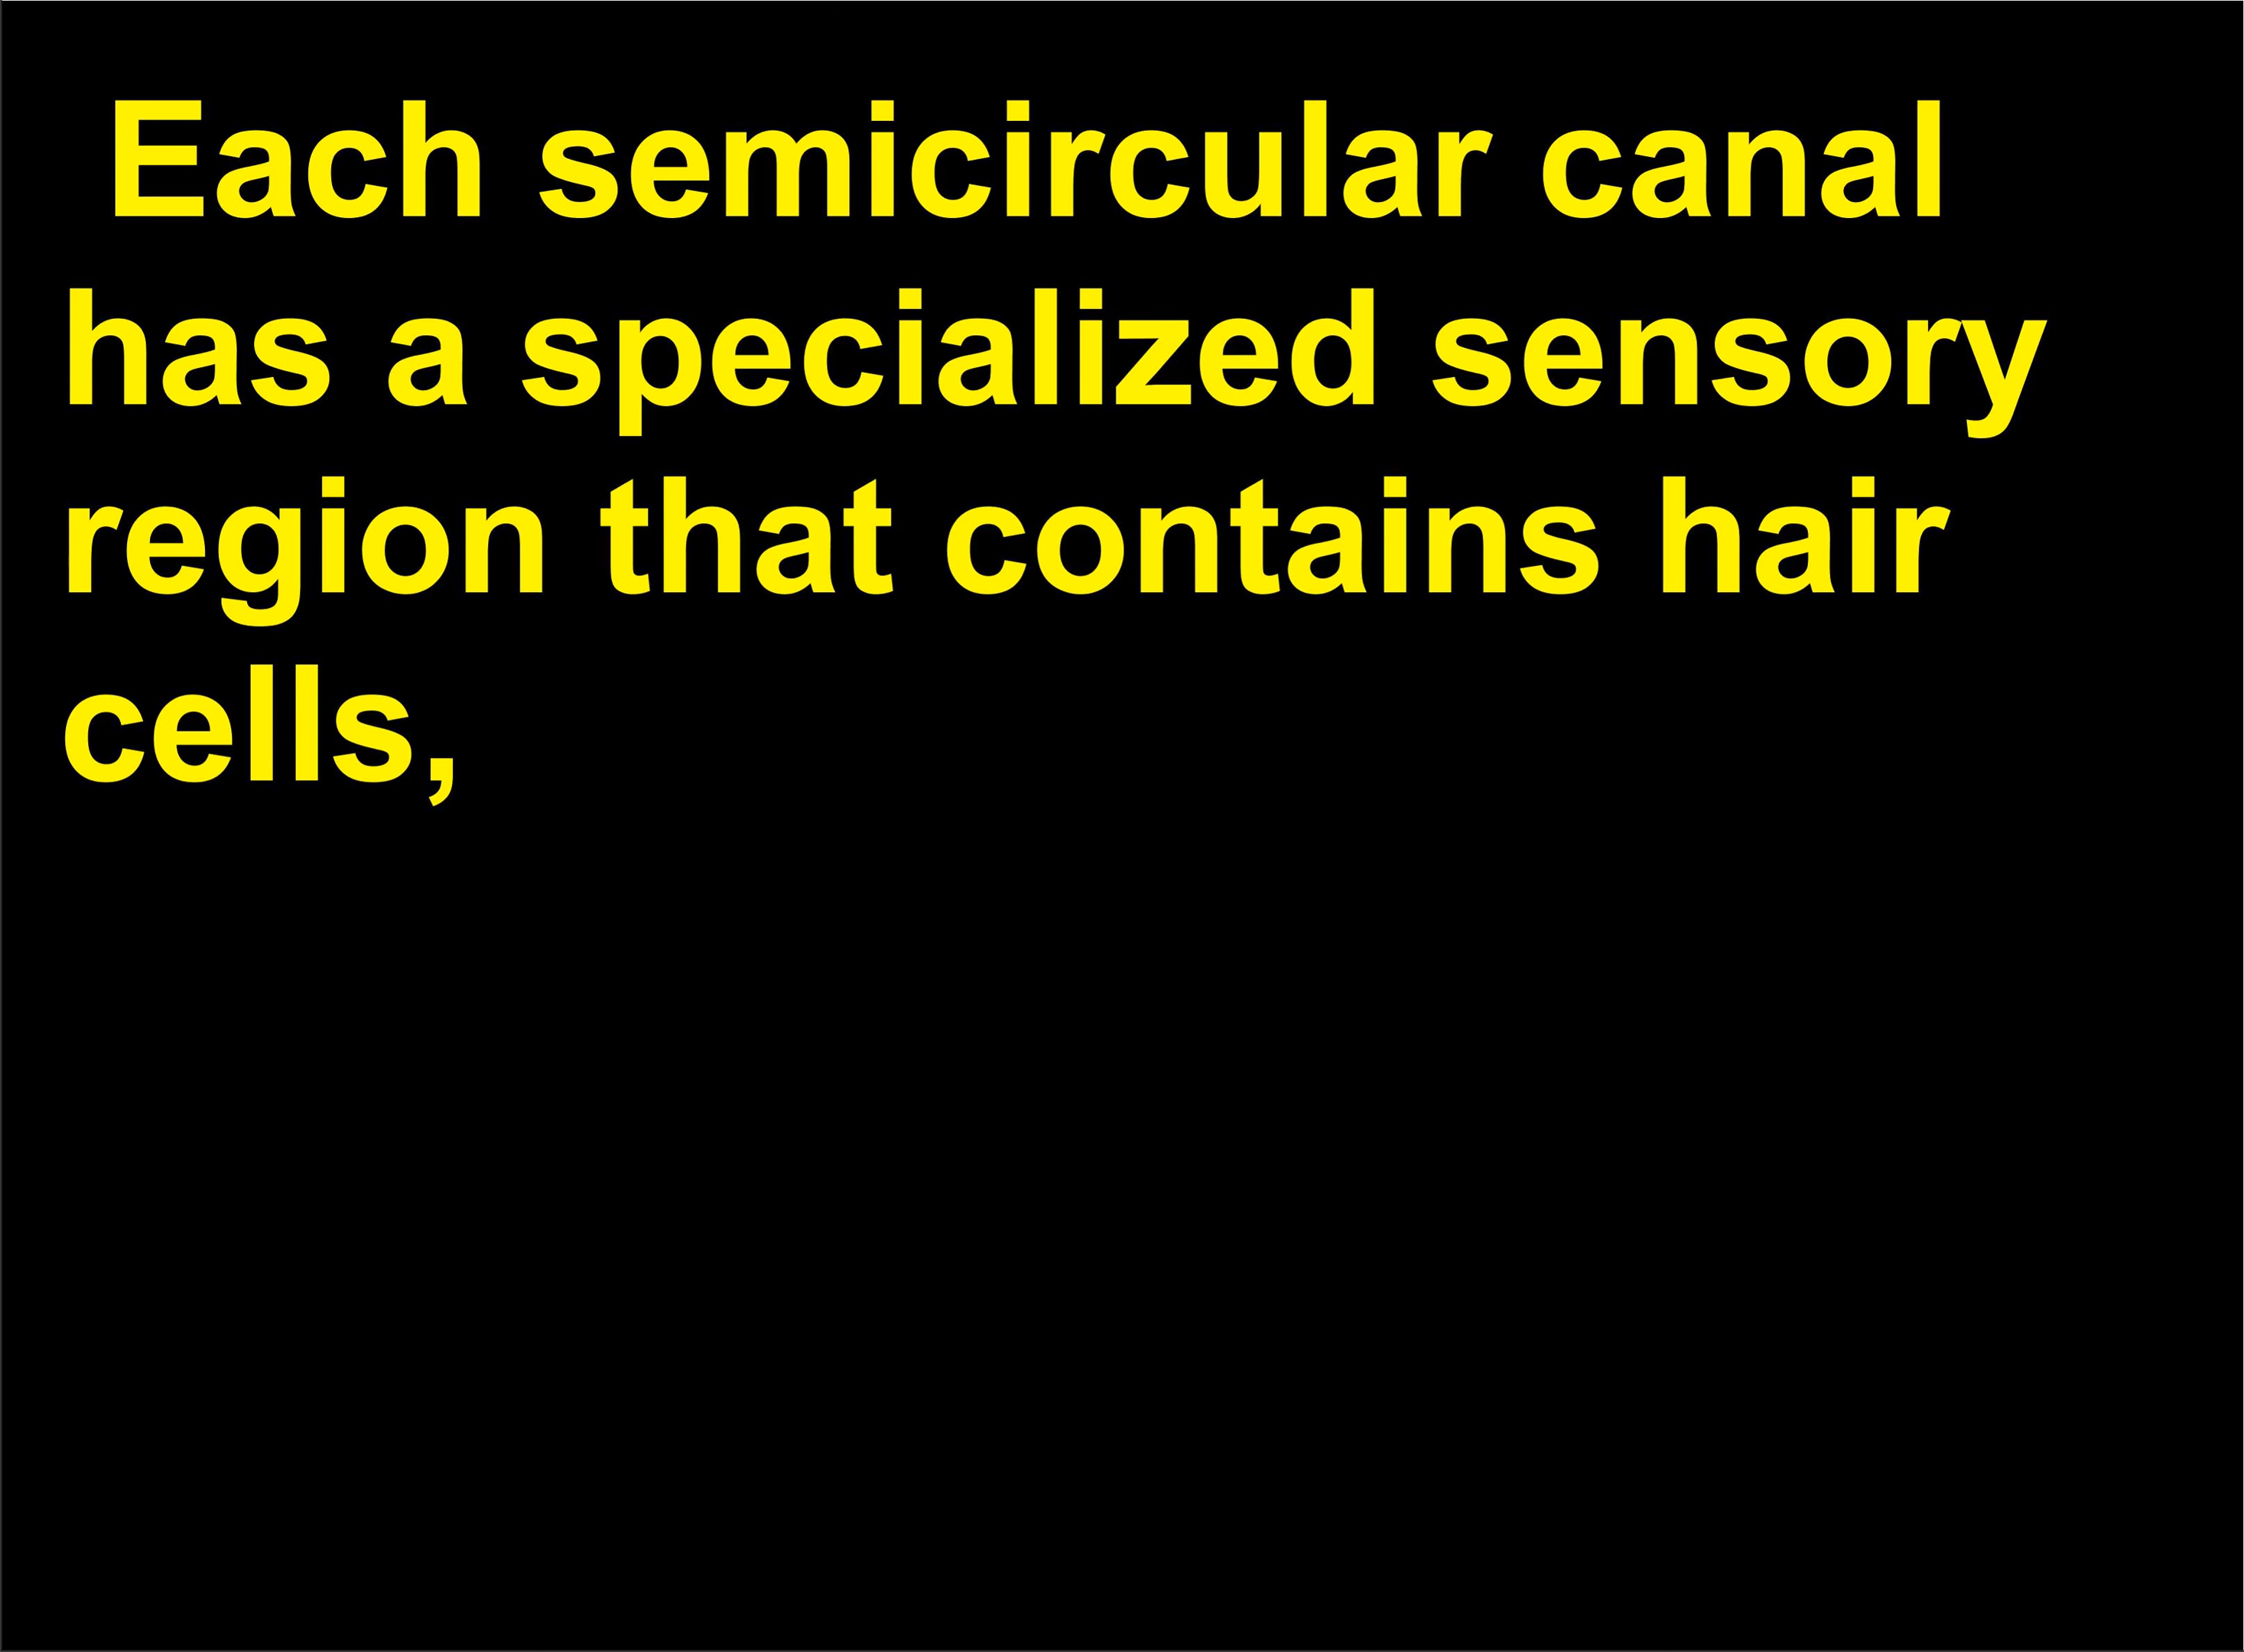 Each semicircular canal
has a specialized sensory
region that contains hair
cells,